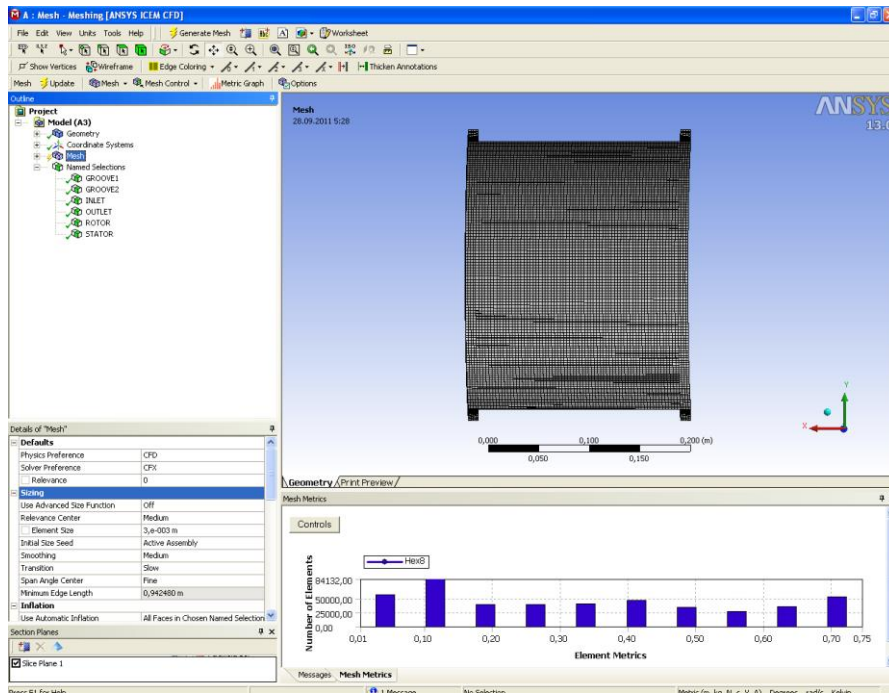 A : Mesh - Meshing [ANSYS ICEM CFD]
File Edit View Units Tools Help Generate Mesh Worksheet
Show Vertices Wireframe Edge Coloring Thicken Annotations
Mesh Update Mesh Mesh Control Metric Graph Options
Outline
Project
Model (A3)
Geometry
Coordinate Systems
Mesh
Named Selections
GROOVE1
GROOVE2
INLET
OUTLET
ROTOR
STATOR
Details of "Mesh"
Defaults
Physics Preference CFD
Solver Preference CFX
Relevance 0
Sizing
Use Advanced Size Function Off
Relevance Center Medium
Element Size 3,e-003 m
Initial Size Seed Active Assembly
Smoothing Medium
Transition Slow
Span Angle Center Fine
Minimum Edge Length 0,942480 m
Inflation
Use Automatic Inflation All Faces in Chosen Named Selection
Section Planes
Slice Plane 1
Mesh
28.09.2011 5:28
ANSYS
13.0
Y
X
0,000 0,100 0,200 (m)
0,050 0,150
Geometry Print Preview
Mesh Metrics
Controls
Hex8
Number of Elements
84132,00
50000,00
25000,00
0,00
0,01 0,10 0,20 0,30 0,40 0,50 0,60 0,70 0,75
Element Metrics
Messages Mesh Metrics
Press F1 for Help 1 Message No Selection Metric (m, kg, N, s, V, A) Degrees rad/s Kelvin